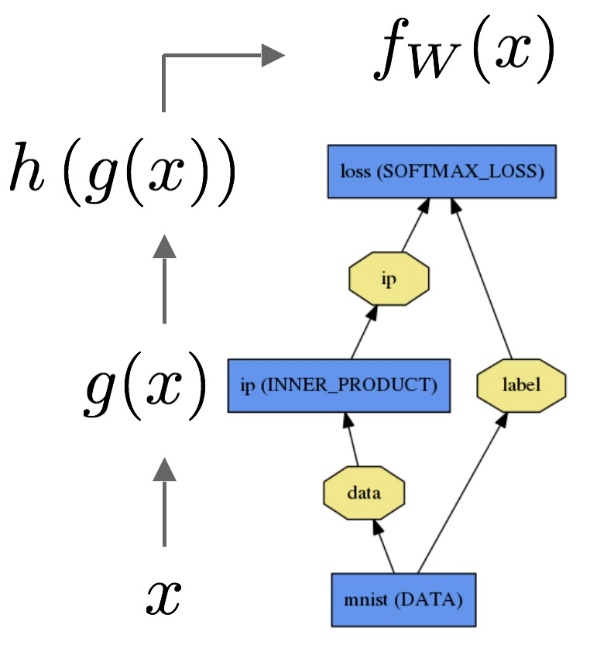 f_W(x)
h (g(x))
loss (SOFTMAX_LOSS)
ip
g(x)
ip (INNER_PRODUCT)
label
data
x
mnist (DATA)